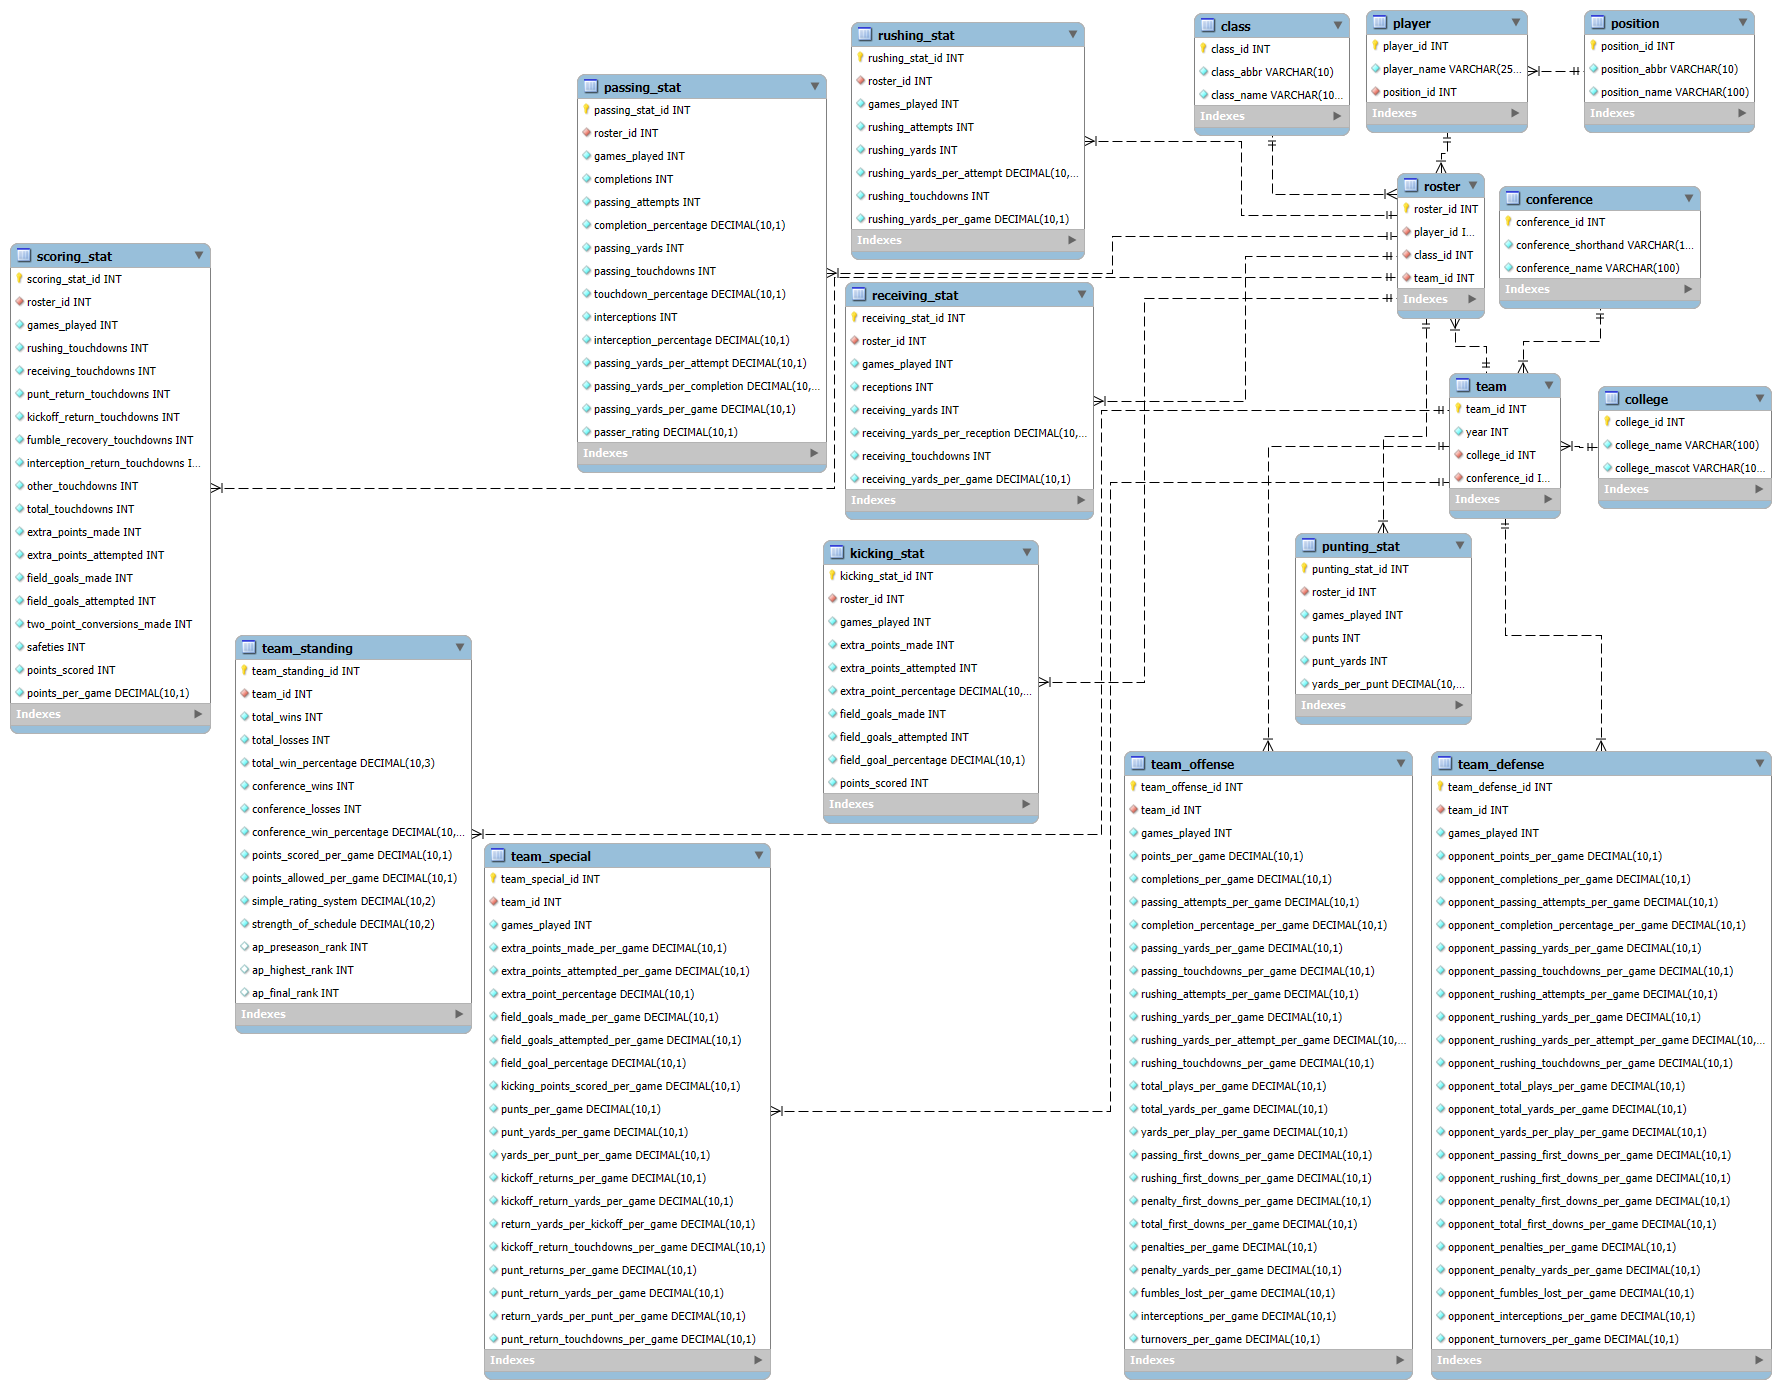 class
class_id INT
class_abbr VARCHAR(10)
class_name VARCHAR(10...
Indexes
player
player_id INT
player_name VARCHAR(25...
position_id INT
Indexes
position
position_id INT
position_abbr VARCHAR(10)
position_name VARCHAR(100)
Indexes
rushing_stat
rushing_stat_id INT
roster_id INT
games_played INT
rushing_attempts INT
rushing_yards INT
rushing_yards_per_attempt DECIMAL(10,...
rushing_touchdowns INT
rushing_yards_per_game DECIMAL(10,1)
Indexes
passing_stat
passing_stat_id INT
roster_id INT
games_played INT
completions INT
passing_attempts INT
completion_percentage DECIMAL(10,1)
passing_yards INT
passing_touchdowns INT
touchdown_percentage DECIMAL(10,1)
interceptions INT
interception_percentage DECIMAL(10,1)
passing_yards_per_attempt DECIMAL(10,1)
passing_yards_per_completion DECIMAL(10,...
passing_yards_per_game DECIMAL(10,1)
passer_rating DECIMAL(10,1)
Indexes
roster
roster_id INT
player_id I...
class_id INT
team_id INT
Indexes
conference
conference_id INT
conference_shorthand VARCHAR(1...
conference_name VARCHAR(100)
Indexes
scoring_stat
scoring_stat_id INT
roster_id INT
games_played INT
rushing_touchdowns INT
receiving_touchdowns INT
punt_return_touchdowns INT
kickoff_return_touchdowns INT
fumble_recovery_touchdowns INT
interception_return_touchdowns I...
other_touchdowns INT
total_touchdowns INT
extra_points_made INT
extra_points_attempted INT
field_goals_made INT
field_goals_attempted INT
two_point_conversions_made INT
safeties INT
points_scored INT
points_per_game DECIMAL(10,1)
Indexes
receiving_stat
receiving_stat_id INT
roster_id INT
games_played INT
receptions INT
receiving_yards INT
receiving_yards_per_reception DECIMAL(10,...
receiving_touchdowns INT
receiving_yards_per_game DECIMAL(10,1)
Indexes
team
team_id INT
year INT
college_id INT
conference_id I...
Indexes
college
college_id INT
college_name VARCHAR(100)
college_mascot VARCHAR(10...
Indexes
kicking_stat
kicking_stat_id INT
roster_id INT
games_played INT
extra_points_made INT
extra_points_attempted INT
extra_point_percentage DECIMAL(10,...
field_goals_made INT
field_goals_attempted INT
field_goal_percentage DECIMAL(10,1)
points_scored INT
Indexes
punting_stat
punting_stat_id INT
roster_id INT
games_played INT
punts INT
punt_yards INT
yards_per_punt DECIMAL(10,...
Indexes
team_standing
team_standing_id INT
team_id INT
total_wins INT
total_losses INT
total_win_percentage DECIMAL(10,3)
conference_wins INT
conference_losses INT
conference_win_percentage DECIMAL(10,...
points_scored_per_game DECIMAL(10,1)
points_allowed_per_game DECIMAL(10,1)
simple_rating_system DECIMAL(10,2)
strength_of_schedule DECIMAL(10,2)
ap_preseason_rank INT
ap_highest_rank INT
ap_final_rank INT
Indexes
team_special
team_special_id INT
team_id INT
games_played INT
extra_points_made_per_game DECIMAL(10,1)
extra_points_attempted_per_game DECIMAL(10,1)
extra_point_percentage DECIMAL(10,1)
field_goals_made_per_game DECIMAL(10,1)
field_goals_attempted_per_game DECIMAL(10,1)
field_goal_percentage DECIMAL(10,1)
kicking_points_scored_per_game DECIMAL(10,1)
punts_per_game DECIMAL(10,1)
punt_yards_per_game DECIMAL(10,1)
yards_per_punt_per_game DECIMAL(10,1)
kickoff_returns_per_game DECIMAL(10,1)
kickoff_return_yards_per_game DECIMAL(10,1)
return_yards_per_kickoff_per_game DECIMAL(10,1)
kickoff_return_touchdowns_per_game DECIMAL(10,1)
punt_returns_per_game DECIMAL(10,1)
punt_return_yards_per_game DECIMAL(10,1)
return_yards_per_punt_per_game DECIMAL(10,1)
punt_return_touchdowns_per_game DECIMAL(10,1)
Indexes
team_offense
team_offense_id INT
team_id INT
games_played INT
points_per_game DECIMAL(10,1)
completions_per_game DECIMAL(10,1)
passing_attempts_per_game DECIMAL(10,1)
completion_percentage_per_game DECIMAL(10,1)
passing_yards_per_game DECIMAL(10,1)
passing_touchdowns_per_game DECIMAL(10,1)
rushing_attempts_per_game DECIMAL(10,1)
rushing_yards_per_game DECIMAL(10,1)
rushing_yards_per_attempt_per_game DECIMAL(10,...
rushing_touchdowns_per_game DECIMAL(10,1)
total_plays_per_game DECIMAL(10,1)
total_yards_per_game DECIMAL(10,1)
yards_per_play_per_game DECIMAL(10,1)
passing_first_downs_per_game DECIMAL(10,1)
rushing_first_downs_per_game DECIMAL(10,1)
penalty_first_downs_per_game DECIMAL(10,1)
total_first_downs_per_game DECIMAL(10,1)
penalties_per_game DECIMAL(10,1)
penalty_yards_per_game DECIMAL(10,1)
fumbles_lost_per_game DECIMAL(10,1)
interceptions_per_game DECIMAL(10,1)
turnovers_per_game DECIMAL(10,1)
Indexes
team_defense
team_defense_id INT
team_id INT
games_played INT
opponent_points_per_game DECIMAL(10,1)
opponent_completions_per_game DECIMAL(10,1)
opponent_passing_attempts_per_game DECIMAL(10,1)
opponent_completion_percentage_per_game DECIMAL(10,1)
opponent_passing_yards_per_game DECIMAL(10,1)
opponent_passing_touchdowns_per_game DECIMAL(10,1)
opponent_rushing_attempts_per_game DECIMAL(10,1)
opponent_rushing_yards_per_game DECIMAL(10,1)
opponent_rushing_yards_per_attempt_per_game DECIMAL(10,...
opponent_rushing_touchdowns_per_game DECIMAL(10,1)
opponent_total_plays_per_game DECIMAL(10,1)
opponent_total_yards_per_game DECIMAL(10,1)
opponent_yards_per_play_per_game DECIMAL(10,1)
opponent_passing_first_downs_per_game DECIMAL(10,1)
opponent_rushing_first_downs_per_game DECIMAL(10,1)
opponent_penalty_first_downs_per_game DECIMAL(10,1)
opponent_total_first_downs_per_game DECIMAL(10,1)
opponent_penalties_per_game DECIMAL(10,1)
opponent_penalty_yards_per_game DECIMAL(10,1)
opponent_fumbles_lost_per_game DECIMAL(10,1)
opponent_interceptions_per_game DECIMAL(10,1)
opponent_turnovers_per_game DECIMAL(10,1)
Indexes